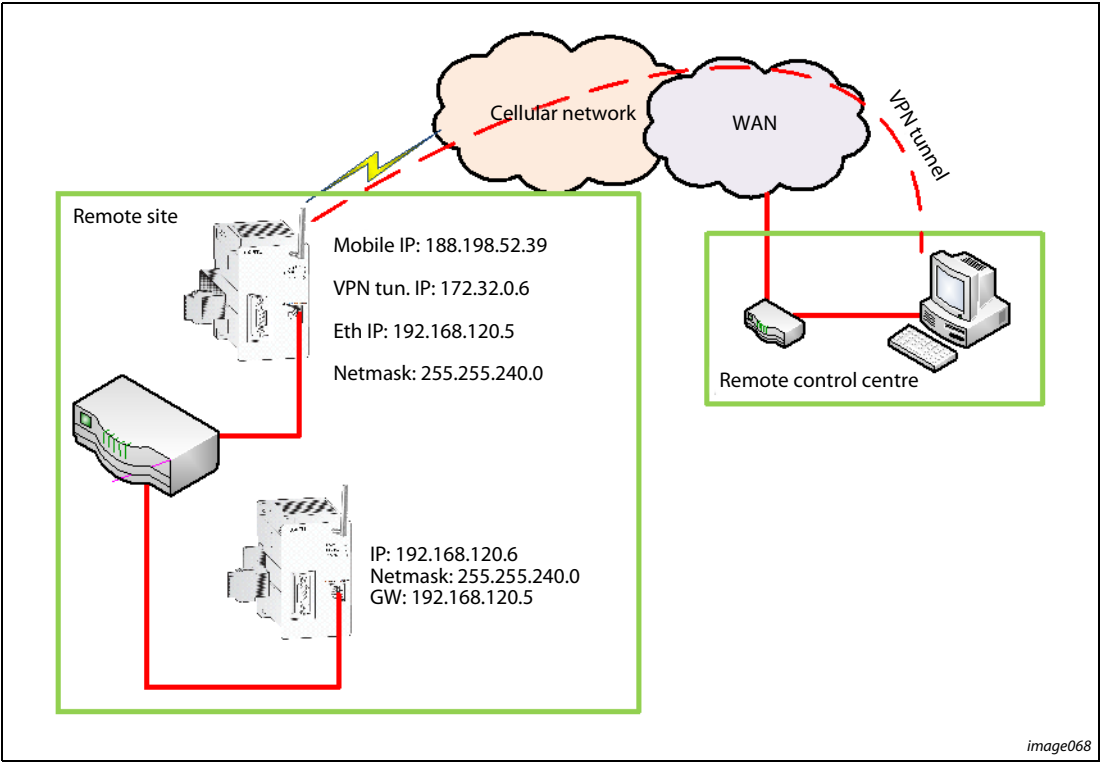 Cellular network
WAN
VPN tunnel
Remote site
Mobile IP: 188.198.52.39
VPN tun. IP: 172.32.0.6
Eth IP: 192.168.120.5
Netmask: 255.255.240.0
Remote control centre
IP: 192.168.120.6
Netmask: 255.255.240.0
GW: 192.168.120.5
image068